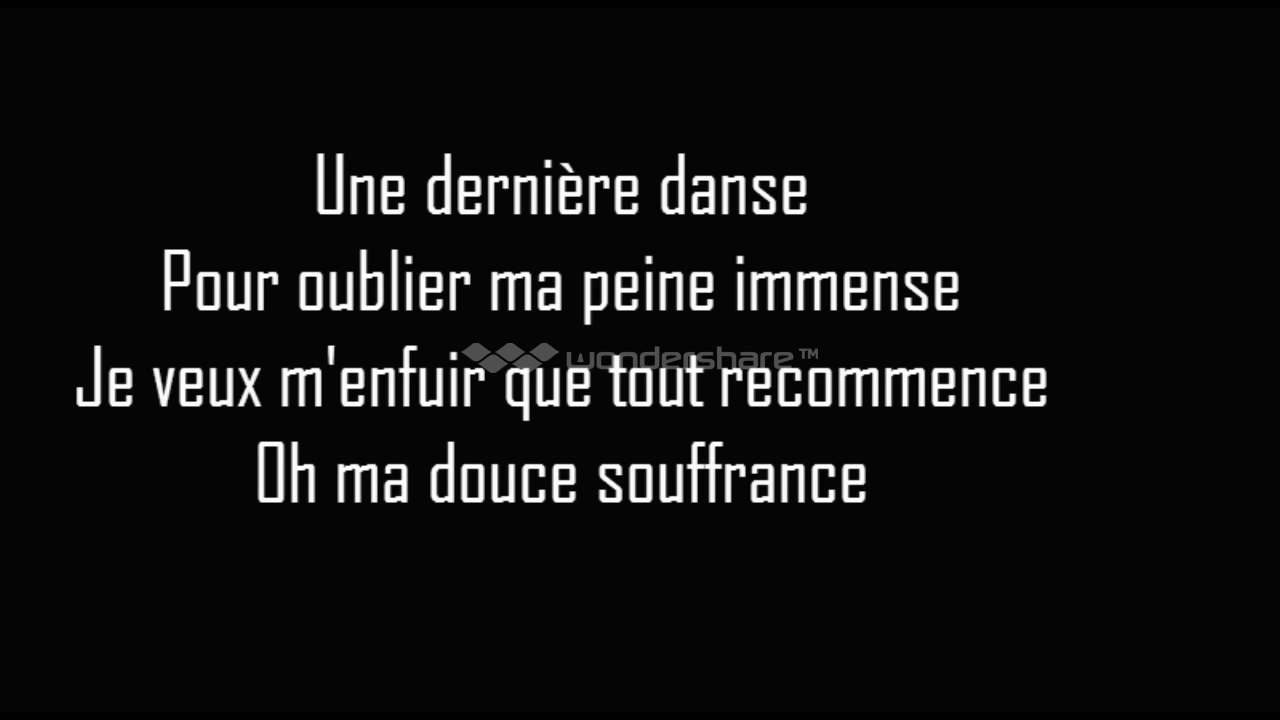 Une dernière danse
Pour oublier ma peine immense
wondershare™
Je veux m'enfuir que tout recommence
Oh ma douce souffrance